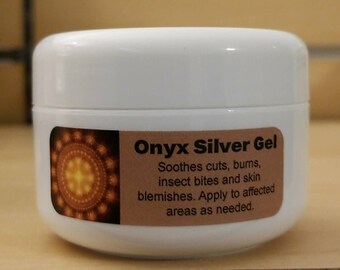 Onyx Silver Gel
Soothes cuts, burns,
insect bites and skin
blemishes. Apply to affected
areas as needed.